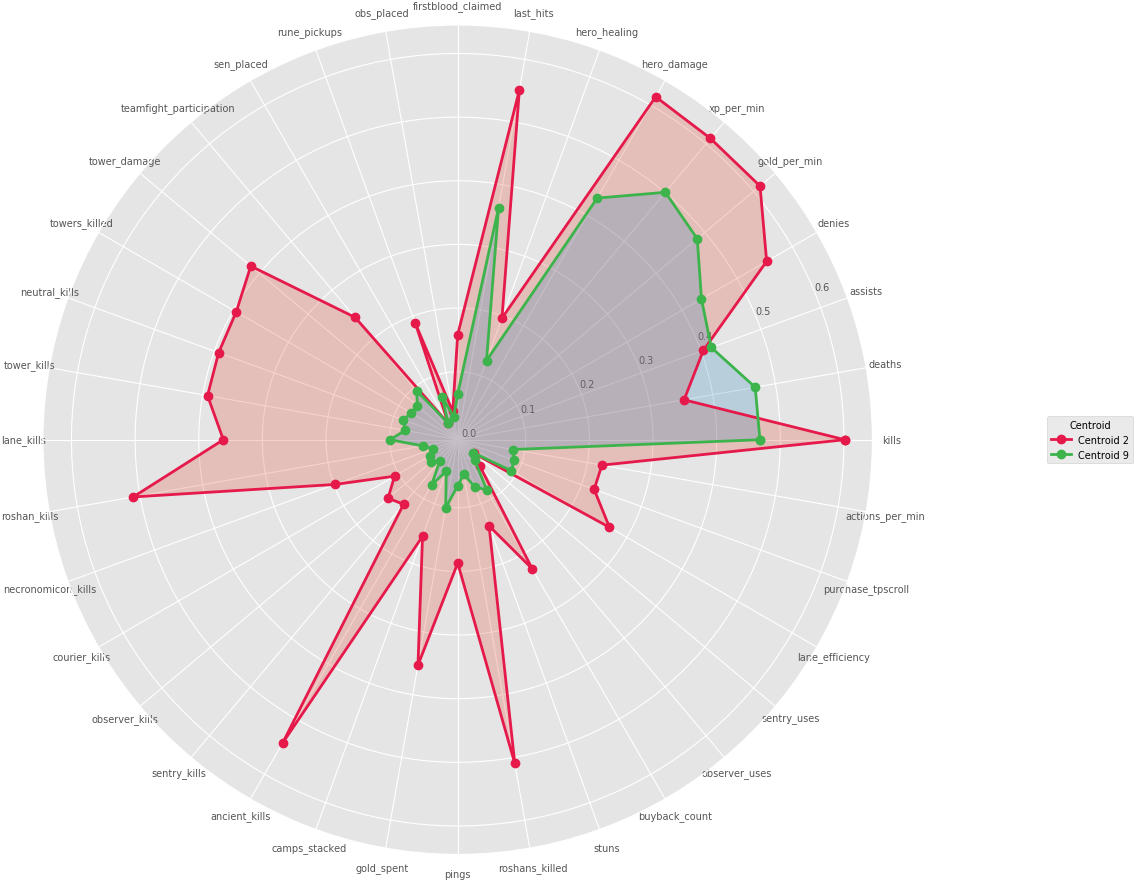 firstblood_claimed
obs_placed
last_hits
rune_pickups
hero_healing
sen_placed
hero_damage
teamfight_participation
xp_per_min
tower_damage
gold_per_min
towers_killed
denies
neutral_kills
assists
0.6
0.5
0.4
tower_kills
deaths
0.3
0.2
0.1
0.0
lane_kills
kills
Centroid
Centroid 2
Centroid 9
roshan_kills
actions_per_min
necronomicon_kills
purchase_tpscroll
courier_kills
lane_efficiency
observer_kills
sentry_uses
sentry_kills
observer_uses
ancient_kills
buyback_count
camps_stacked
stuns
gold_spent
roshans_killed
pings